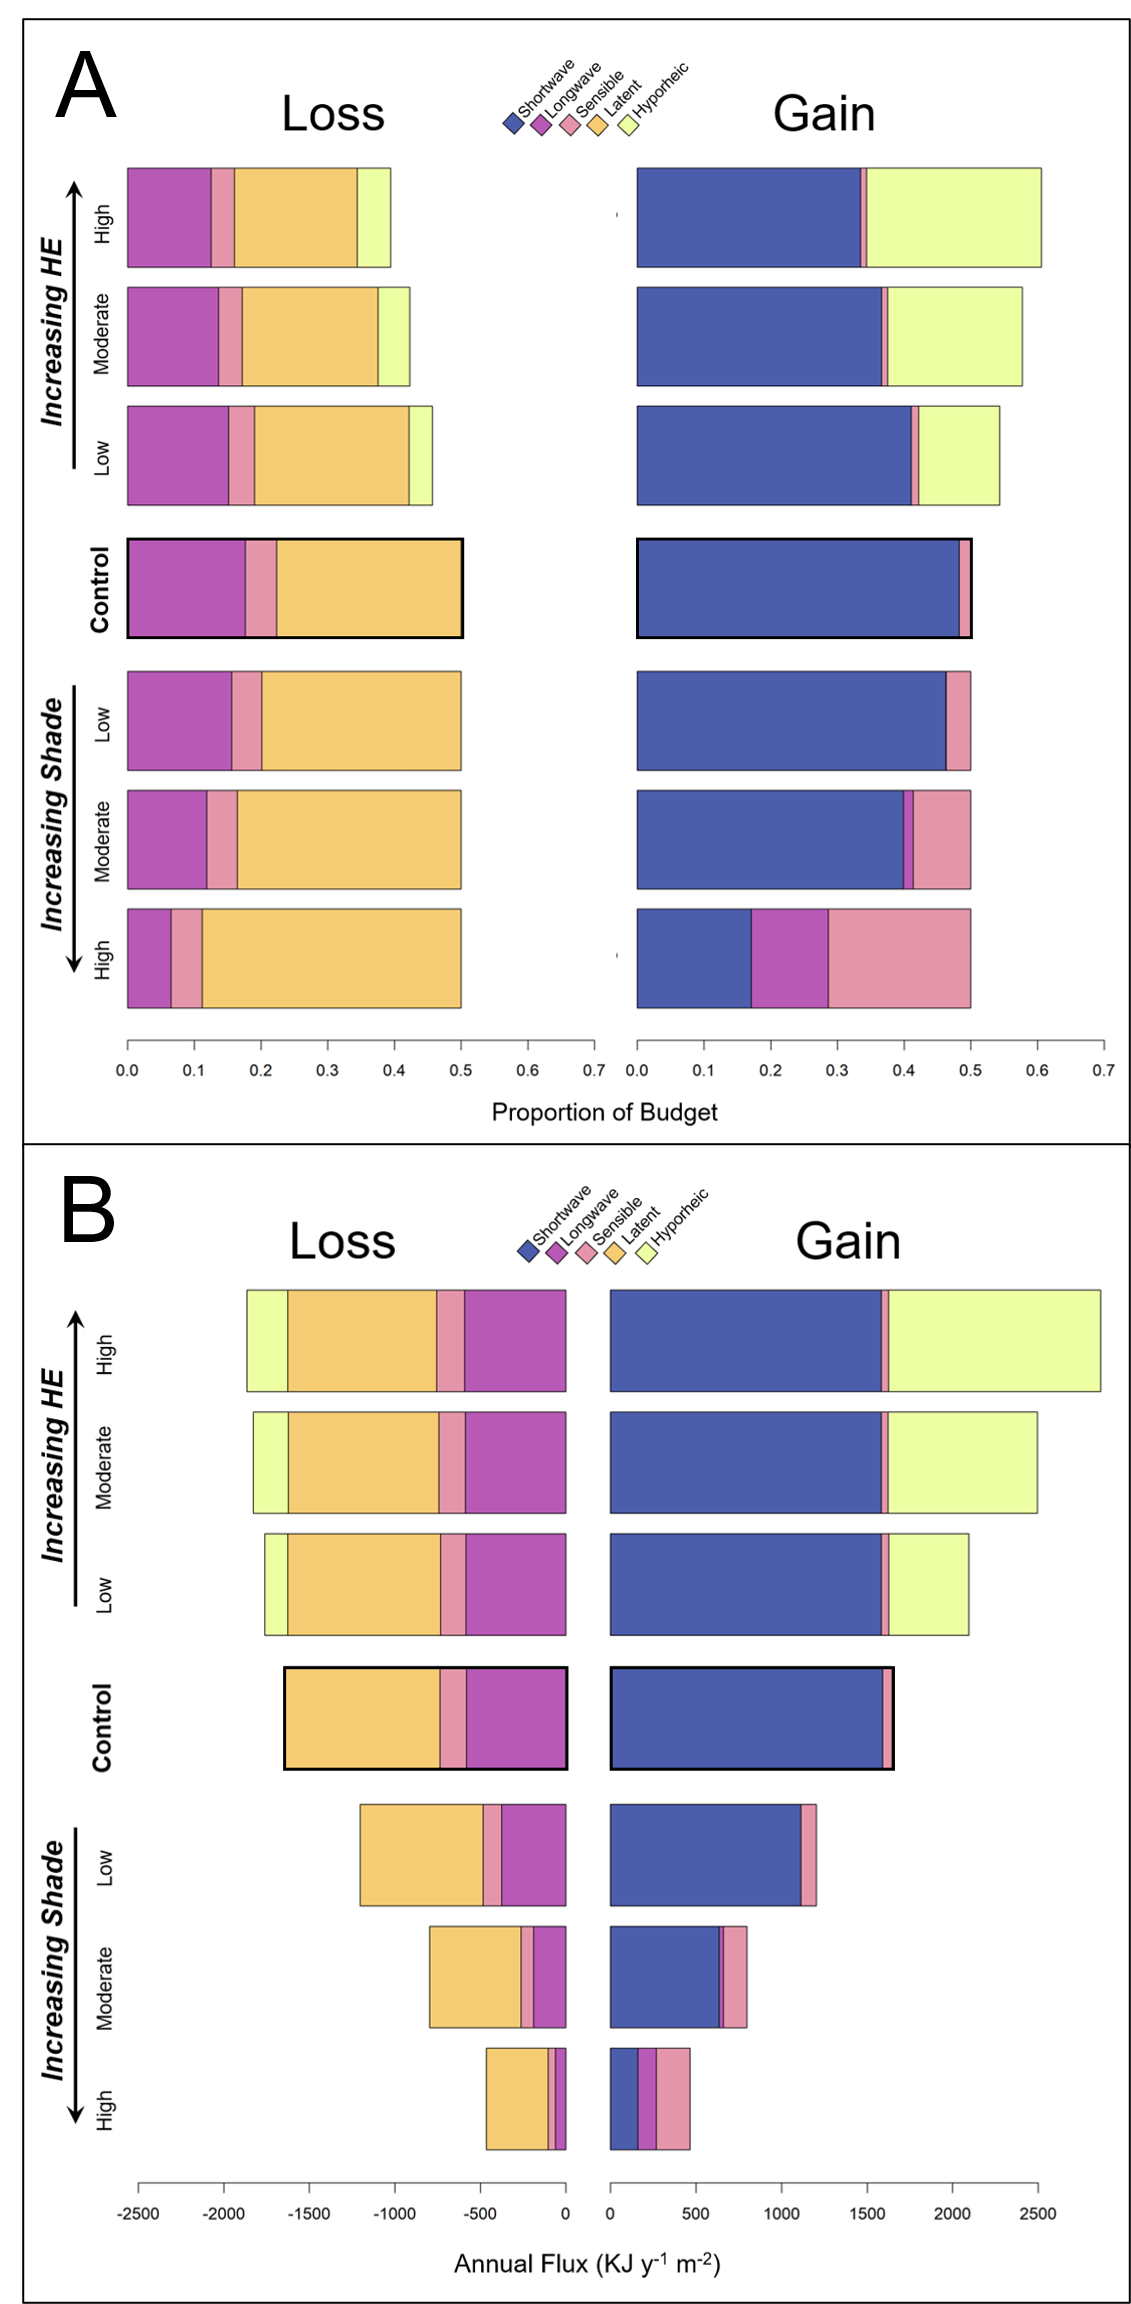 A
Loss
Shortwave
Longwave
Sensible
Latent
Hyporheic
Gain
Increasing HE
High
Moderate
Low
Control
Increasing Shade
Low
Moderate
High
0.0 0.1 0.2 0.3 0.4 0.5 0.6 0.7
0.0 0.1 0.2 0.3 0.4 0.5 0.6 0.7
Proportion of Budget
B
Loss
Shortwave
Longwave
Sensible
Latent
Hyporheic
Gain
Increasing HE
High
Moderate
Low
Control
Increasing Shade
Low
Moderate
High
-2500 -2000 -1500 -1000 -500 0
0 500 1000 1500 2000 2500
Annual Flux (KJ y⁻¹ m⁻²)